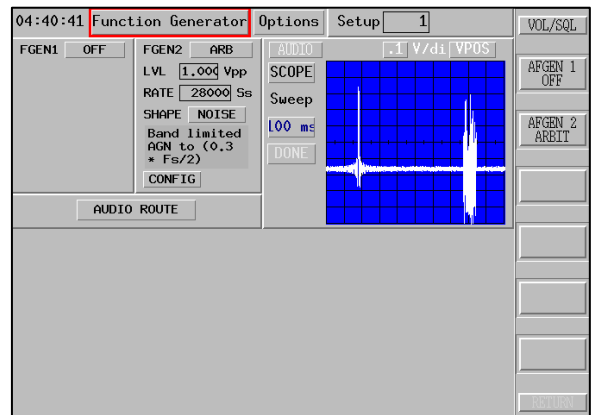 04:40:41 Function Generator Options Setup 1
VOL/SQL
FGEN1 OFF
FGEN2 ARB
LVL 1.000 Vpp
RATE 28000 Ss
SHAPE NOISE
Band limited
AGN to (0.3
* Fs/2)
CONFIG
AUDIO ROUTE
AUDIO .1 V/di VPOS
SCOPE
Sweep
100 ms
DONE
AFGEN 1
OFF
AFGEN 2
ARBIT
RETURN